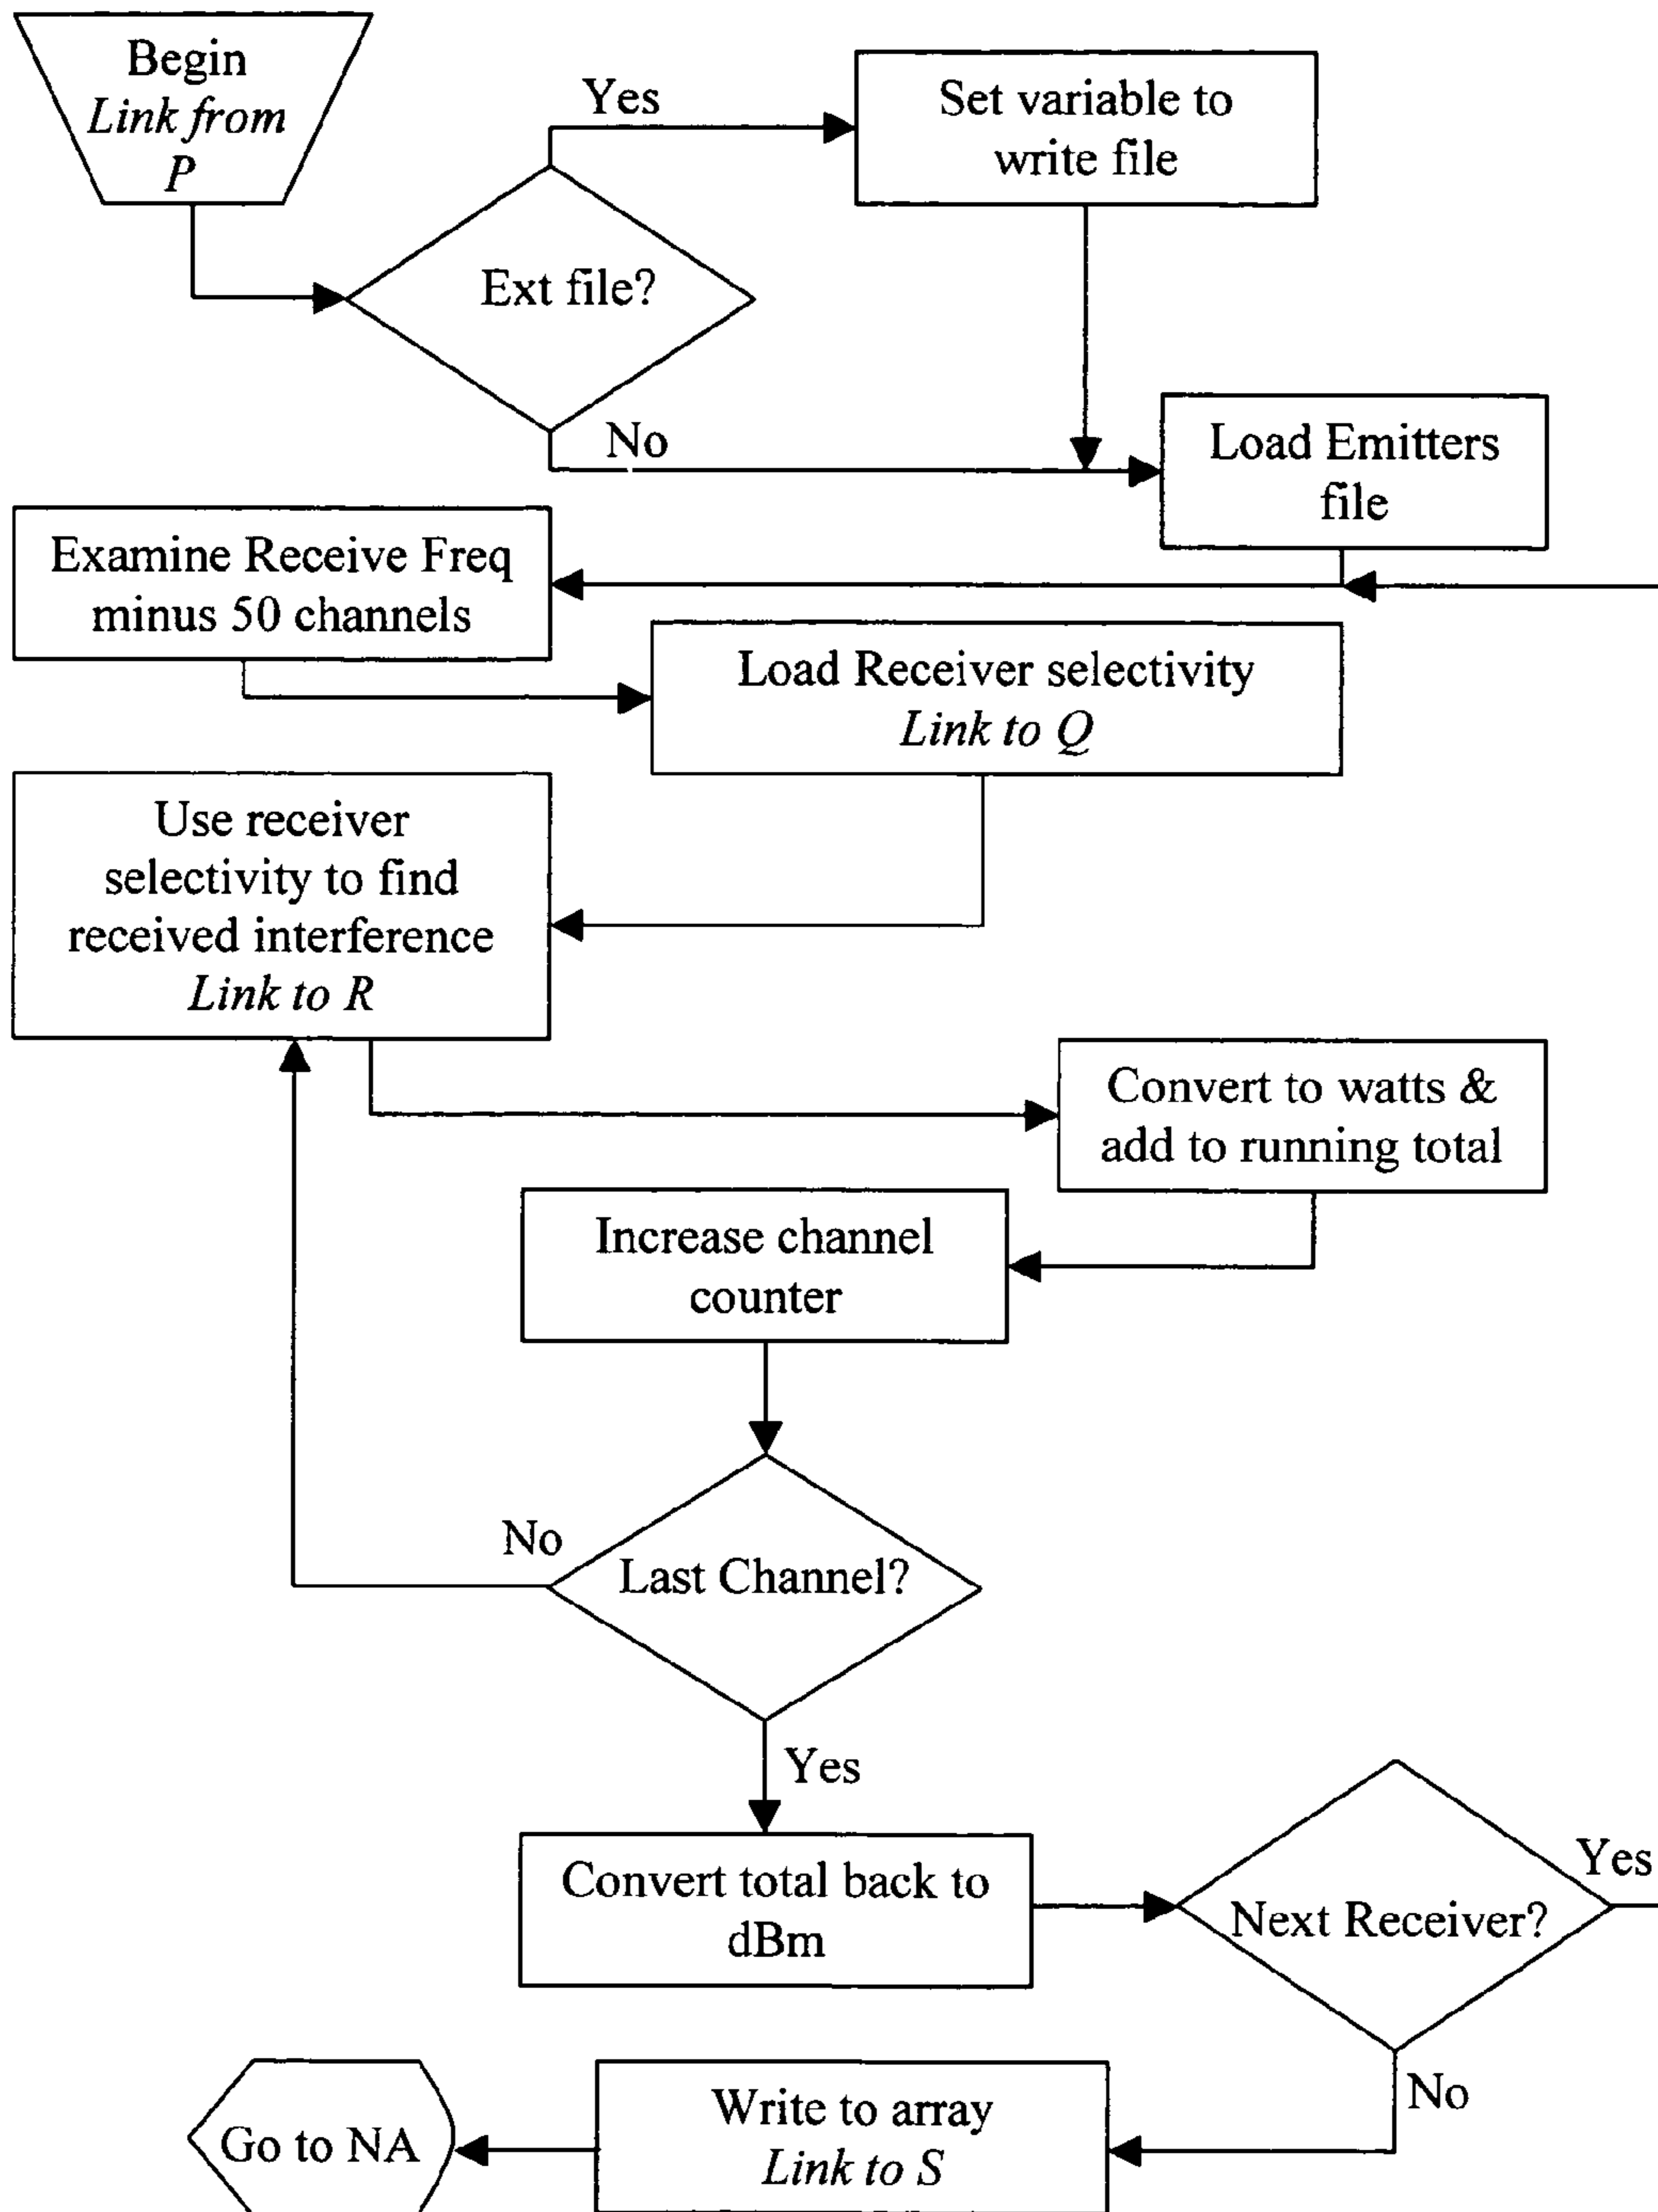 Begin
Link from
P
Yes
Set variable to
write file
Ext file?
No
Load Emitters
file
Examine Receive Freq
minus 50 channels
Load Receiver selectivity
Link to Q
Use receiver
selectivity to find
received interference
Link to R
Convert to watts &
add to running total
Increase channel
counter
No
Last Channel?
Yes
Convert total back to
dBm
Yes
Next Receiver?
No
Write to array
Link to S
Go to NA